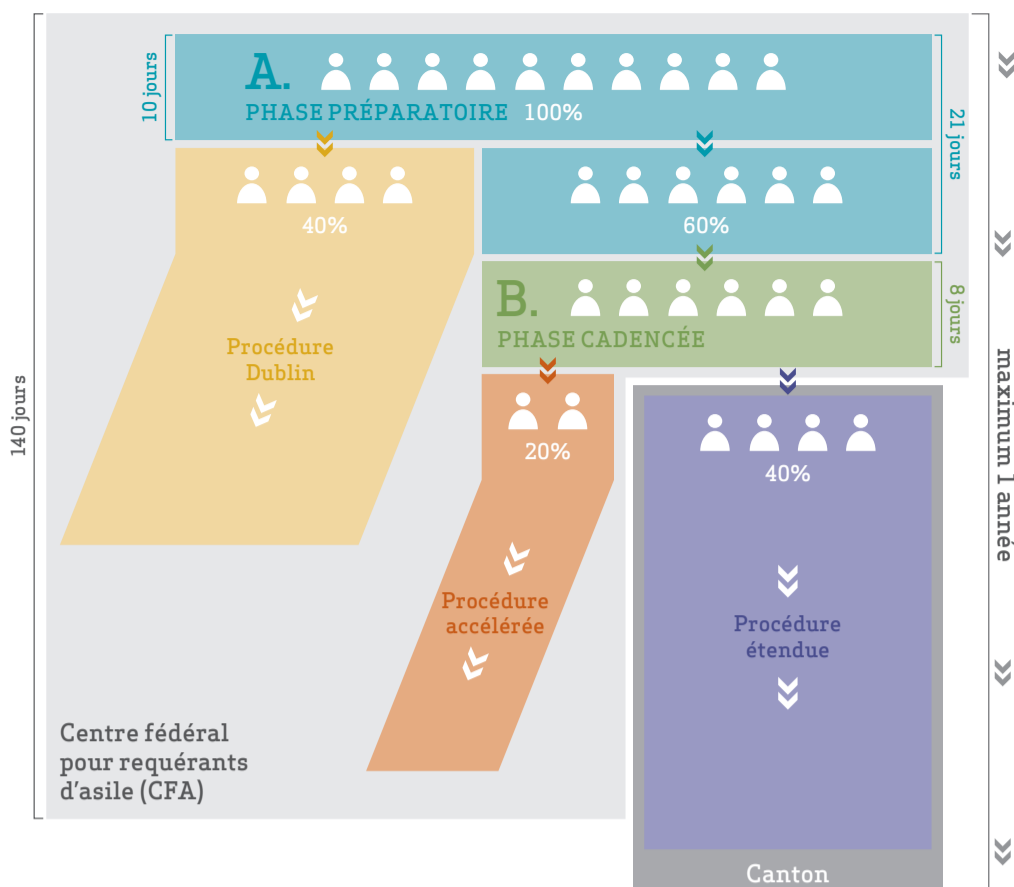 10 jours
A.
PHASE PRÉPARATOIRE 100%
21 jours
40%
60%
B.
PHASE CADENCÉE
8 jours
Procédure
Dublin
140 jours
maximum 1 année
20%
40%
Procédure
accélérée
Procédure
étendue
Centre fédéral
pour requérants
d’asile (CFA)
Canton